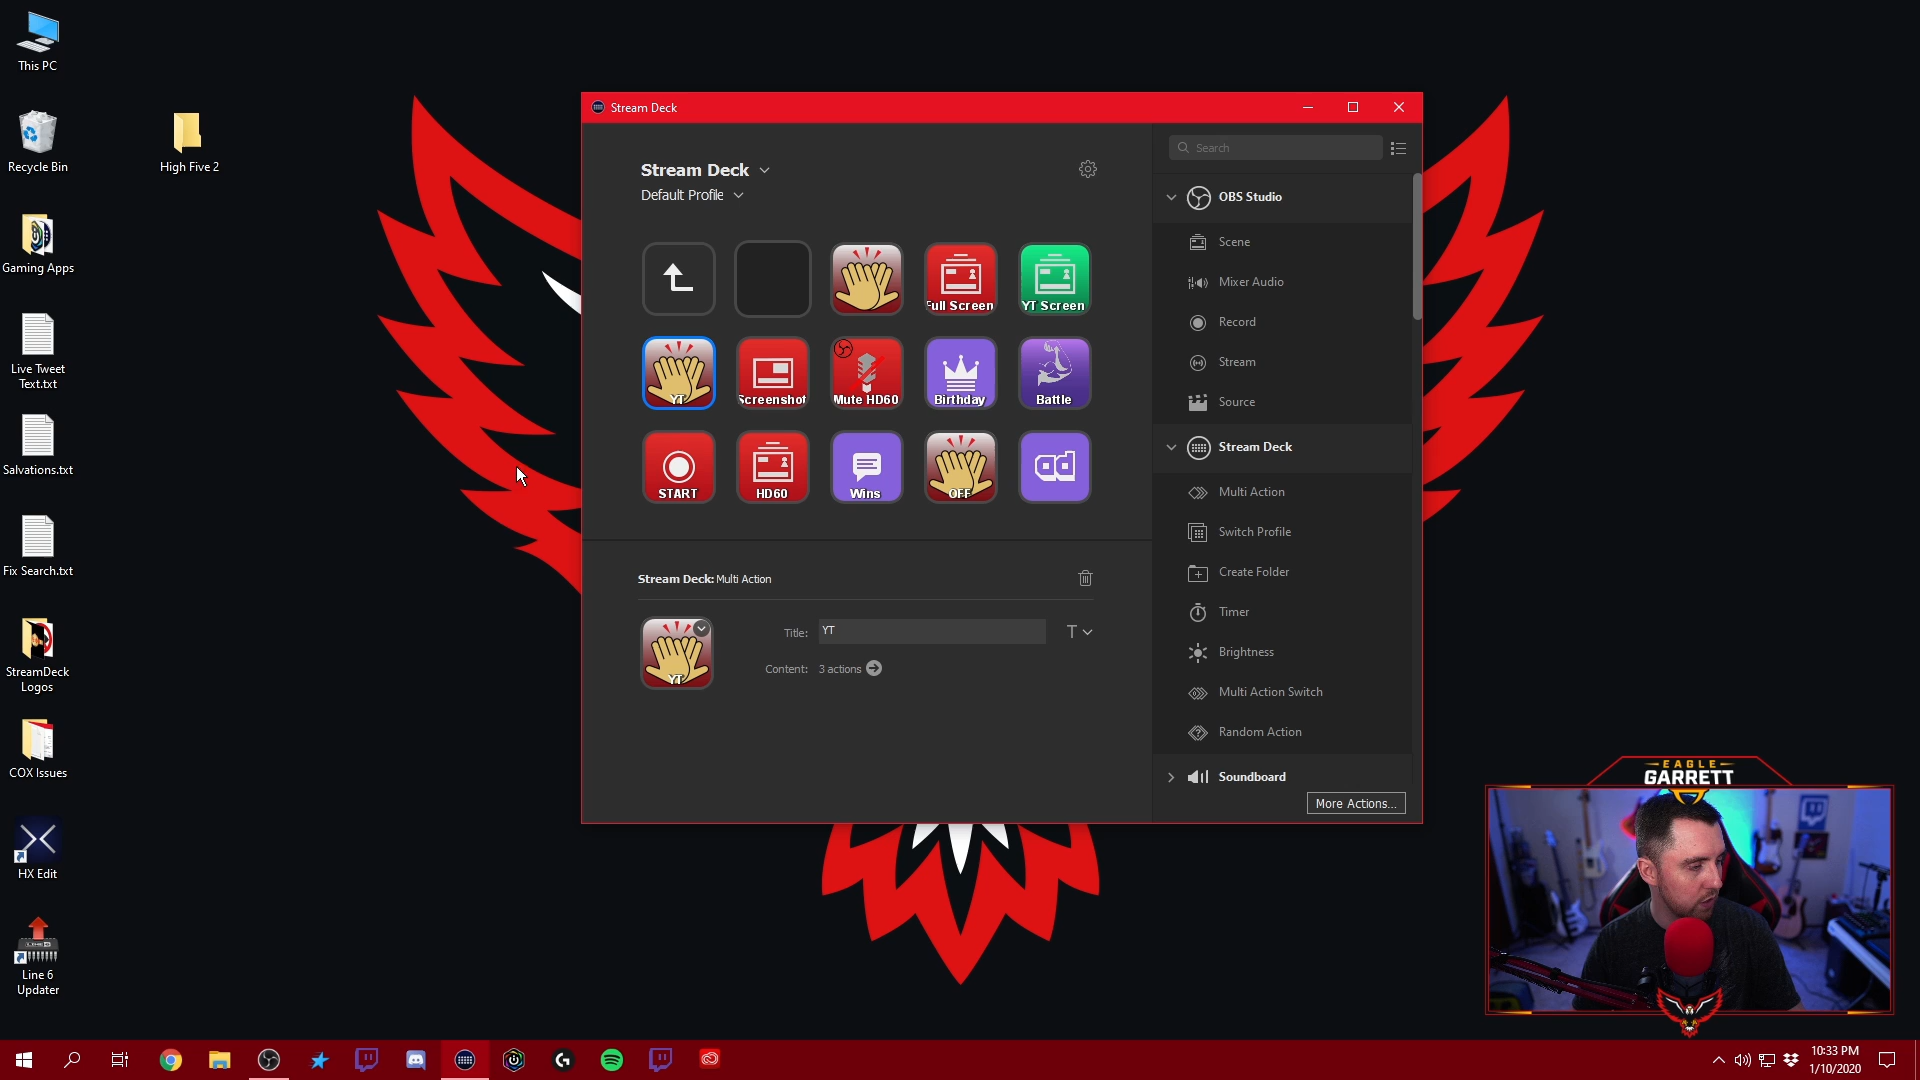 This PC
Recycle Bin
High Five 2
Gaming Apps
Live Tweet
Text.txt
Salvations.txt
Fix Search.txt
StreamDeck
Logos
COX Issues
HX Edit
Line 6
Updater
Stream Deck
Stream Deck
Default Profile
Full Screen
YT Screen
YT
Screenshot
Mute HD60
Birthday
Battle
START
HD60
Wins
OFF
ad
Stream Deck: Multi Action
YT
Title: YT
T
Content: 3 actions
Search
OBS Studio
Scene
Mixer Audio
Record
Stream
Source
Stream Deck
Multi Action
Switch Profile
Create Folder
Timer
Brightness
Multi Action Switch
Random Action
Soundboard
More Actions...
EAGLE
GARRETT
10:33 PM
1/10/2020